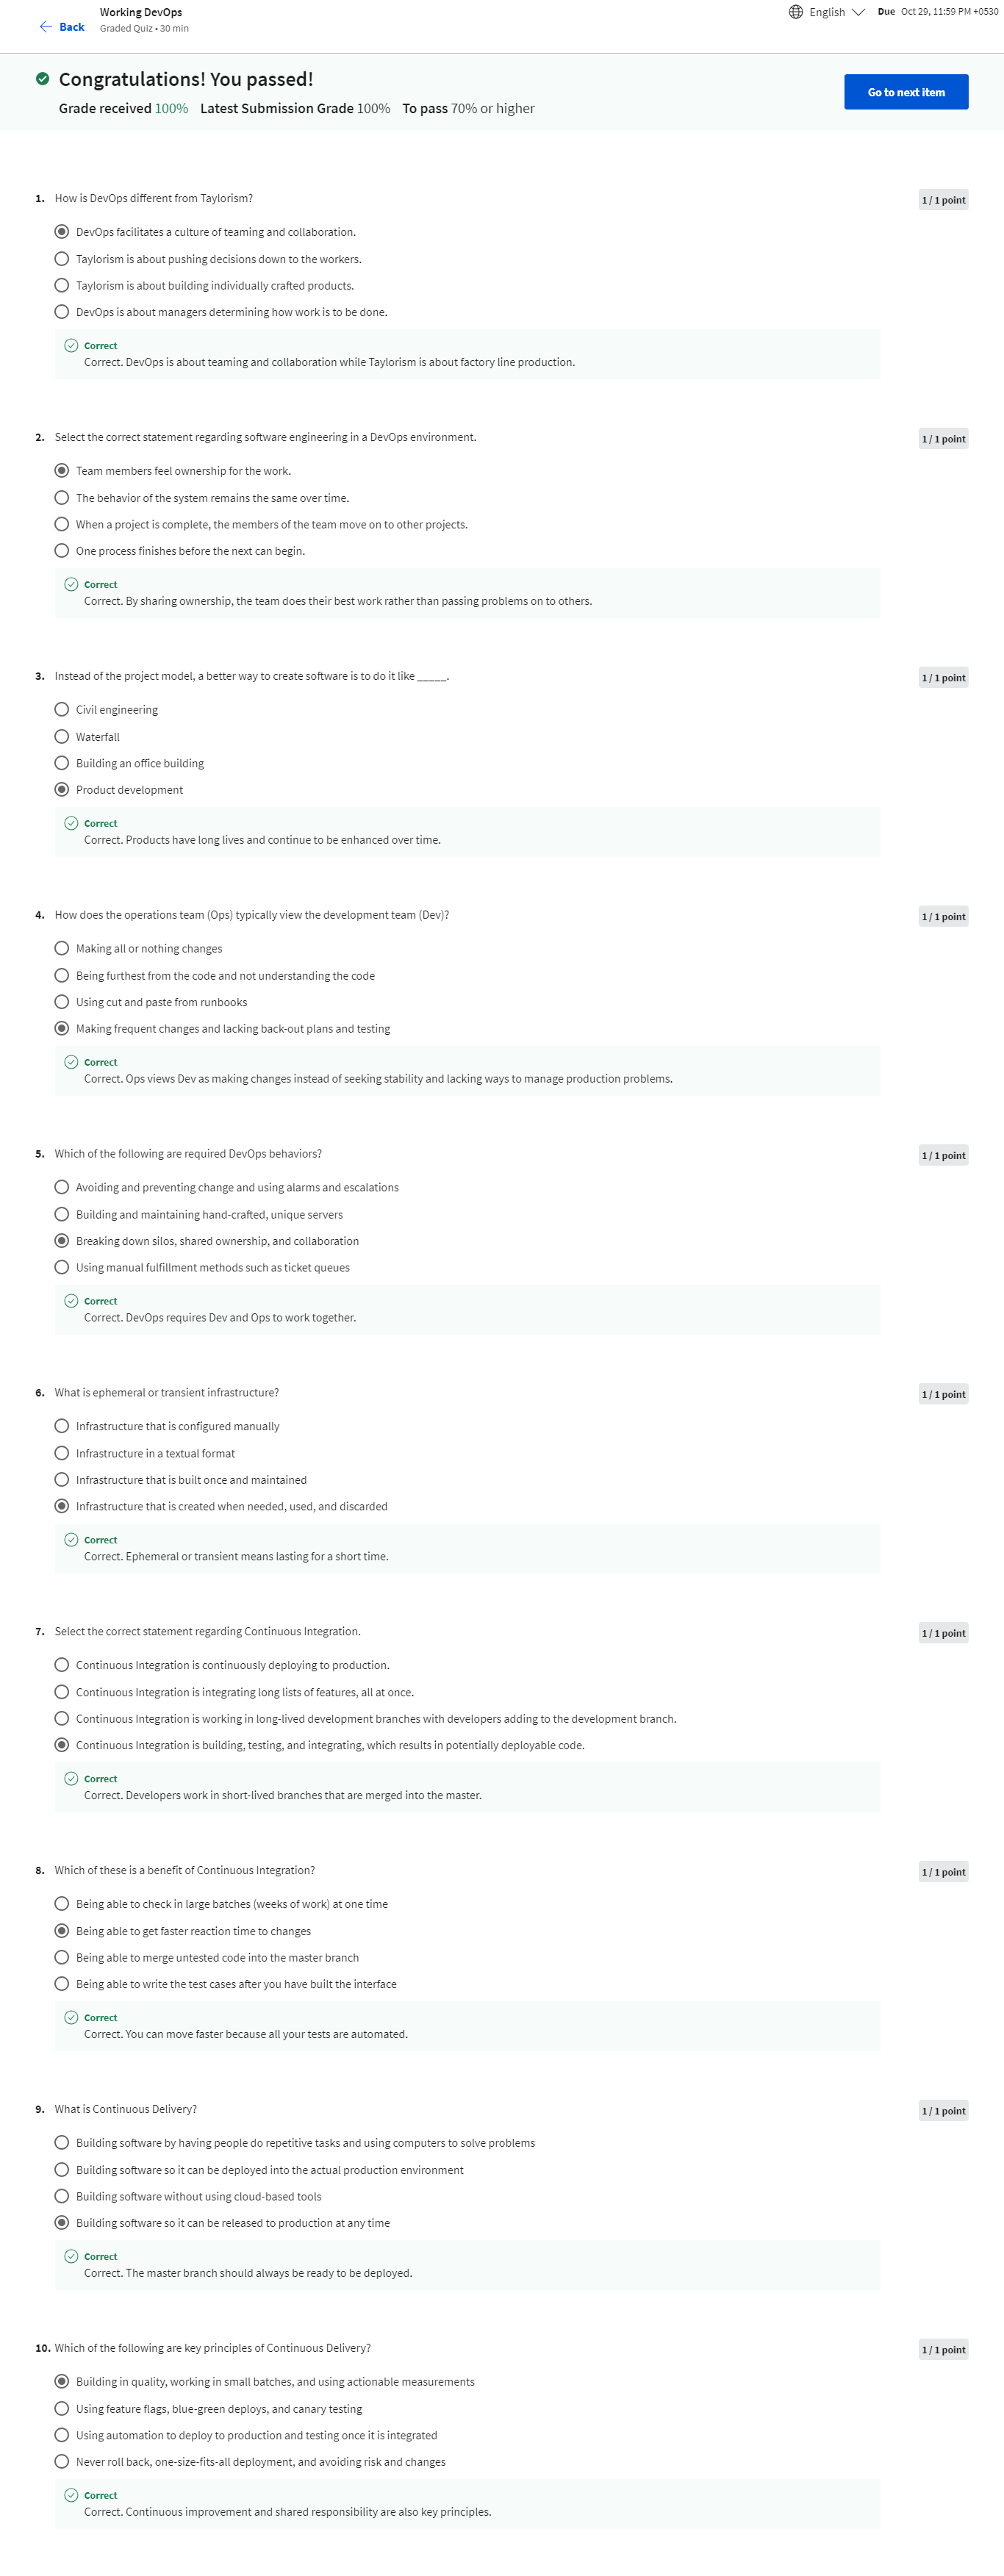 Back
Working DevOps
Graded Quiz • 30 min
English
Due Oct 29, 11:59 PM +0530
Congratulations! You passed!
Grade received 100% Latest Submission Grade 100% To pass 70% or higher
Go to next item
1. How is DevOps different from Taylorism?
1 / 1 point
DevOps facilitates a culture of teaming and collaboration.
Taylorism is about pushing decisions down to the workers.
Taylorism is about building individually crafted products.
DevOps is about managers determining how work is to be done.
Correct
Correct. DevOps is about teaming and collaboration while Taylorism is about factory line production.
2. Select the correct statement regarding software engineering in a DevOps environment.
1 / 1 point
Team members feel ownership for the work.
The behavior of the system remains the same over time.
When a project is complete, the members of the team move on to other projects.
One process finishes before the next can begin.
Correct
Correct. By sharing ownership, the team does their best work rather than passing problems on to others.
3. Instead of the project model, a better way to create software is to do it like _____.
1 / 1 point
Civil engineering
Waterfall
Building an office building
Product development
Correct
Correct. Products have long lives and continue to be enhanced over time.
4. How does the operations team (Ops) typically view the development team (Dev)?
1 / 1 point
Making all or nothing changes
Being furthest from the code and not understanding the code
Using cut and paste from runbooks
Making frequent changes and lacking back-out plans and testing
Correct
Correct. Ops views Dev as making changes instead of seeking stability and lacking ways to manage production problems.
5. Which of the following are required DevOps behaviors?
1 / 1 point
Avoiding and preventing change and using alarms and escalations
Building and maintaining hand-crafted, unique servers
Breaking down silos, shared ownership, and collaboration
Using manual fulfillment methods such as ticket queues
Correct
Correct. DevOps requires Dev and Ops to work together.
6. What is ephemeral or transient infrastructure?
1 / 1 point
Infrastructure that is configured manually
Infrastructure in a textual format
Infrastructure that is built once and maintained
Infrastructure that is created when needed, used, and discarded
Correct
Correct. Ephemeral or transient means lasting for a short time.
7. Select the correct statement regarding Continuous Integration.
1 / 1 point
Continuous Integration is continuously deploying to production.
Continuous Integration is integrating long lists of features, all at once.
Continuous Integration is working in long-lived development branches with developers adding to the development branch.
Continuous Integration is building, testing, and integrating, which results in potentially deployable code.
Correct
Correct. Developers work in short-lived branches that are merged into the master.
8. Which of these is a benefit of Continuous Integration?
1 / 1 point
Being able to check in large batches (weeks of work) at one time
Being able to get faster reaction time to changes
Being able to merge untested code into the master branch
Being able to write the test cases after you have built the interface
Correct
Correct. You can move faster because all your tests are automated.
9. What is Continuous Delivery?
1 / 1 point
Building software by having people do repetitive tasks and using computers to solve problems
Building software so it can be deployed into the actual production environment
Building software without using cloud-based tools
Building software so it can be released to production at any time
Correct
Correct. The master branch should always be ready to be deployed.
10. Which of the following are key principles of Continuous Delivery?
1 / 1 point
Building in quality, working in small batches, and using actionable measurements
Using feature flags, blue-green deploys, and canary testing
Using automation to deploy to production and testing once it is integrated
Never roll back, one-size-fits-all deployment, and avoiding risk and changes
Correct
Correct. Continuous improvement and shared responsibility are also key principles.